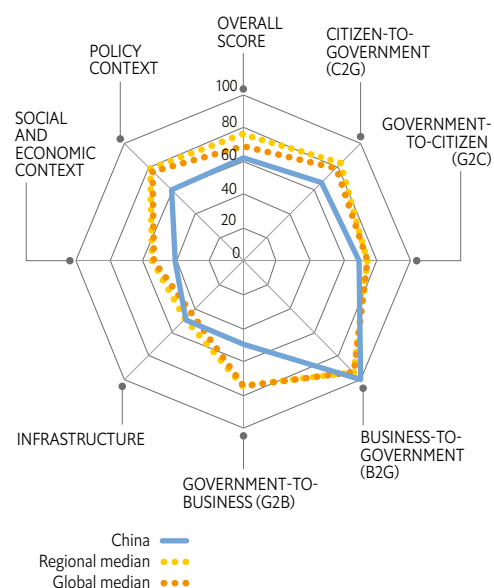 OVERALL
SCORE
CITIZEN-TO-
GOVERNMENT
(C2G)
POLICY
CONTEXT
SOCIAL
AND
ECONOMIC
CONTEXT
GOVERNMENT-
TO-CITIZEN
(G2C)
100
80
60
40
20
0
INFRASTRUCTURE
BUSINESS-TO-
GOVERNMENT
(B2G)
GOVERNMENT-TO-
BUSINESS (G2B)
China
Regional median
Global median